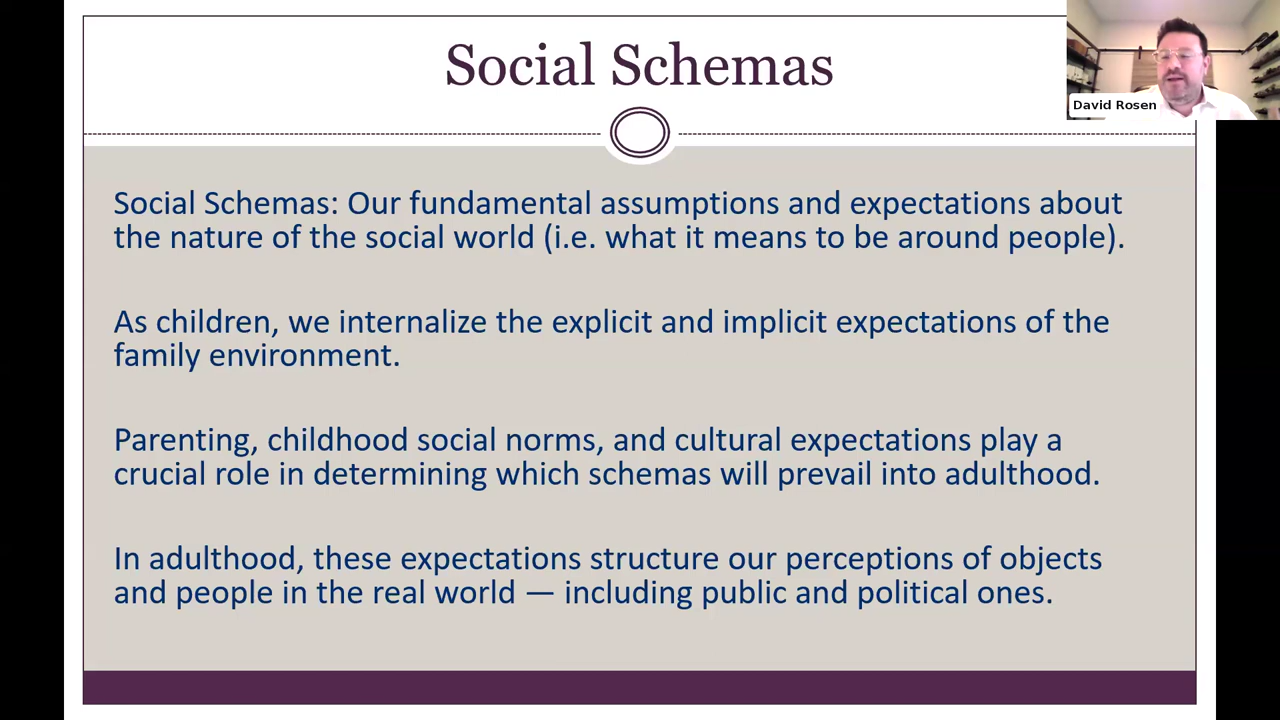 Social Schemas
David Rosen
Social Schemas: Our fundamental assumptions and expectations about
the nature of the social world (i.e. what it means to be around people).
As children, we internalize the explicit and implicit expectations of the
family environment.
Parenting, childhood social norms, and cultural expectations play a
crucial role in determining which schemas will prevail into adulthood.
In adulthood, these expectations structure our perceptions of objects
and people in the real world — including public and political ones.